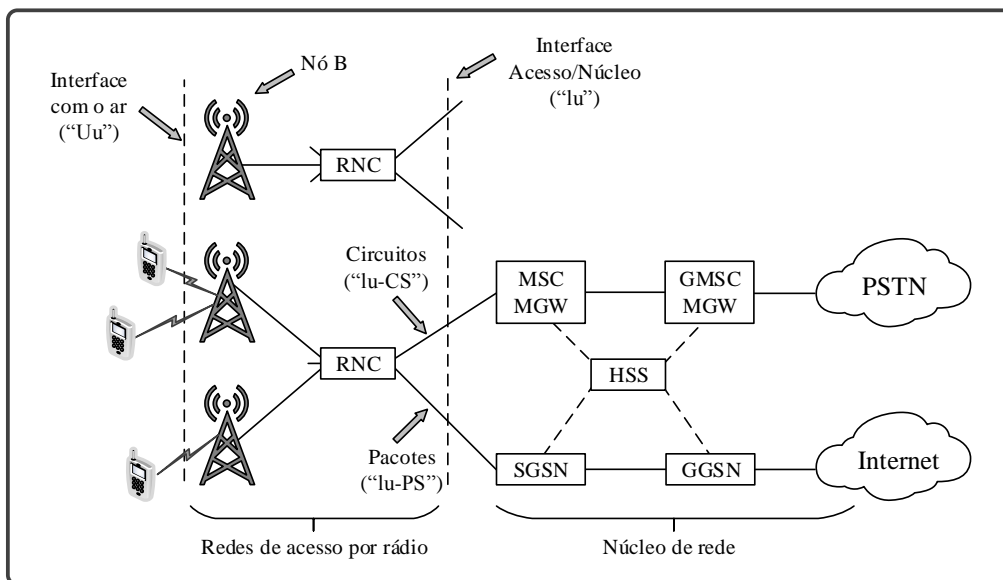 Nó B
Interface
Acesso/Núcleo
(“lu”)
Interface
com o ar
(“Uu”)
RNC
Circuitos
(“lu-CS”)
MSC
MGW
GMSC
MGW
PSTN
RNC
HSS
Pacotes
(“lu-PS”)
SGSN
GGSN
Internet
Redes de acesso por rádio
Núcleo de rede